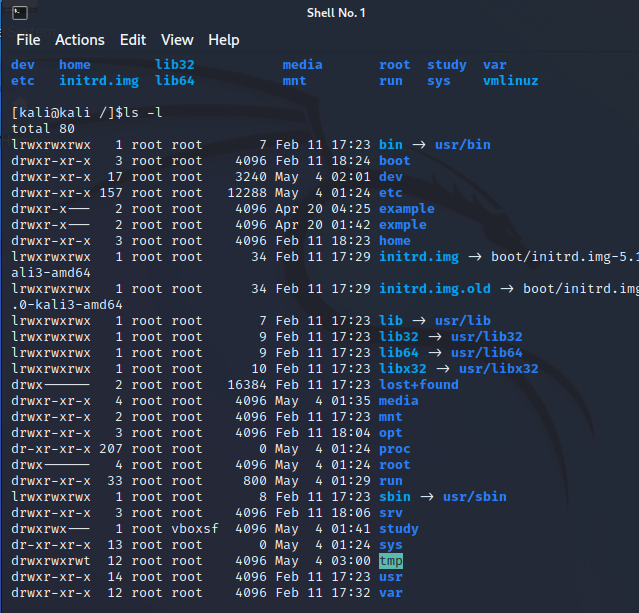 Shell No. 1
File Actions Edit View Help
dev home lib32 media root study var
etc initrd.img lib64 mnt run sys vmlinuz
[kali@kali /]$ls -l
total 80
lrwxrwxrwx 1 root root 7 Feb 11 17:23 bin → usr/bin
drwxr-xr-x 3 root root 4096 Feb 11 18:24 boot
drwxr-xr-x 17 root root 3240 May 4 02:01 dev
drwxr-xr-x 157 root root 12288 May 4 01:24 etc
drwxr-x--- 2 root root 4096 Apr 20 04:25 example
drwxr-x--- 2 root root 4096 Apr 20 01:42 exmple
drwxr-xr-x 3 root root 4096 Feb 11 18:23 home
lrwxrwxrwx 1 root root 34 Feb 11 17:29 initrd.img → boot/initrd.img-5.1
ali3-amd64
lrwxrwxrwx 1 root root 34 Feb 11 17:29 initrd.img.old → boot/initrd.img
.0-kali3-amd64
lrwxrwxrwx 1 root root 7 Feb 11 17:23 lib → usr/lib
lrwxrwxrwx 1 root root 9 Feb 11 17:23 lib32 → usr/lib32
lrwxrwxrwx 1 root root 9 Feb 11 17:23 lib64 → usr/lib64
lrwxrwxrwx 1 root root 10 Feb 11 17:23 libx32 → usr/libx32
drwx------ 2 root root 16384 Feb 11 17:23 lost+found
drwxr-xr-x 4 root root 4096 May 4 01:35 media
drwxr-xr-x 2 root root 4096 Feb 11 17:23 mnt
drwxr-xr-x 3 root root 4096 Feb 11 18:04 opt
dr-xr-xr-x 207 root root 0 May 4 01:24 proc
drwx------ 4 root root 4096 May 4 01:24 root
drwxr-xr-x 33 root root 800 May 4 01:29 run
lrwxrwxrwx 1 root root 8 Feb 11 17:23 sbin → usr/sbin
drwxr-xr-x 3 root root 4096 Feb 11 18:06 srv
drwxrwx--- 1 root vboxsf 4096 May 4 01:41 study
dr-xr-xr-x 13 root root 0 May 4 01:24 sys
drwxrwxrwt 12 root root 4096 May 4 03:00 tmp
drwxr-xr-x 14 root root 4096 Feb 11 17:23 usr
drwxr-xr-x 12 root root 4096 Feb 11 17:32 var